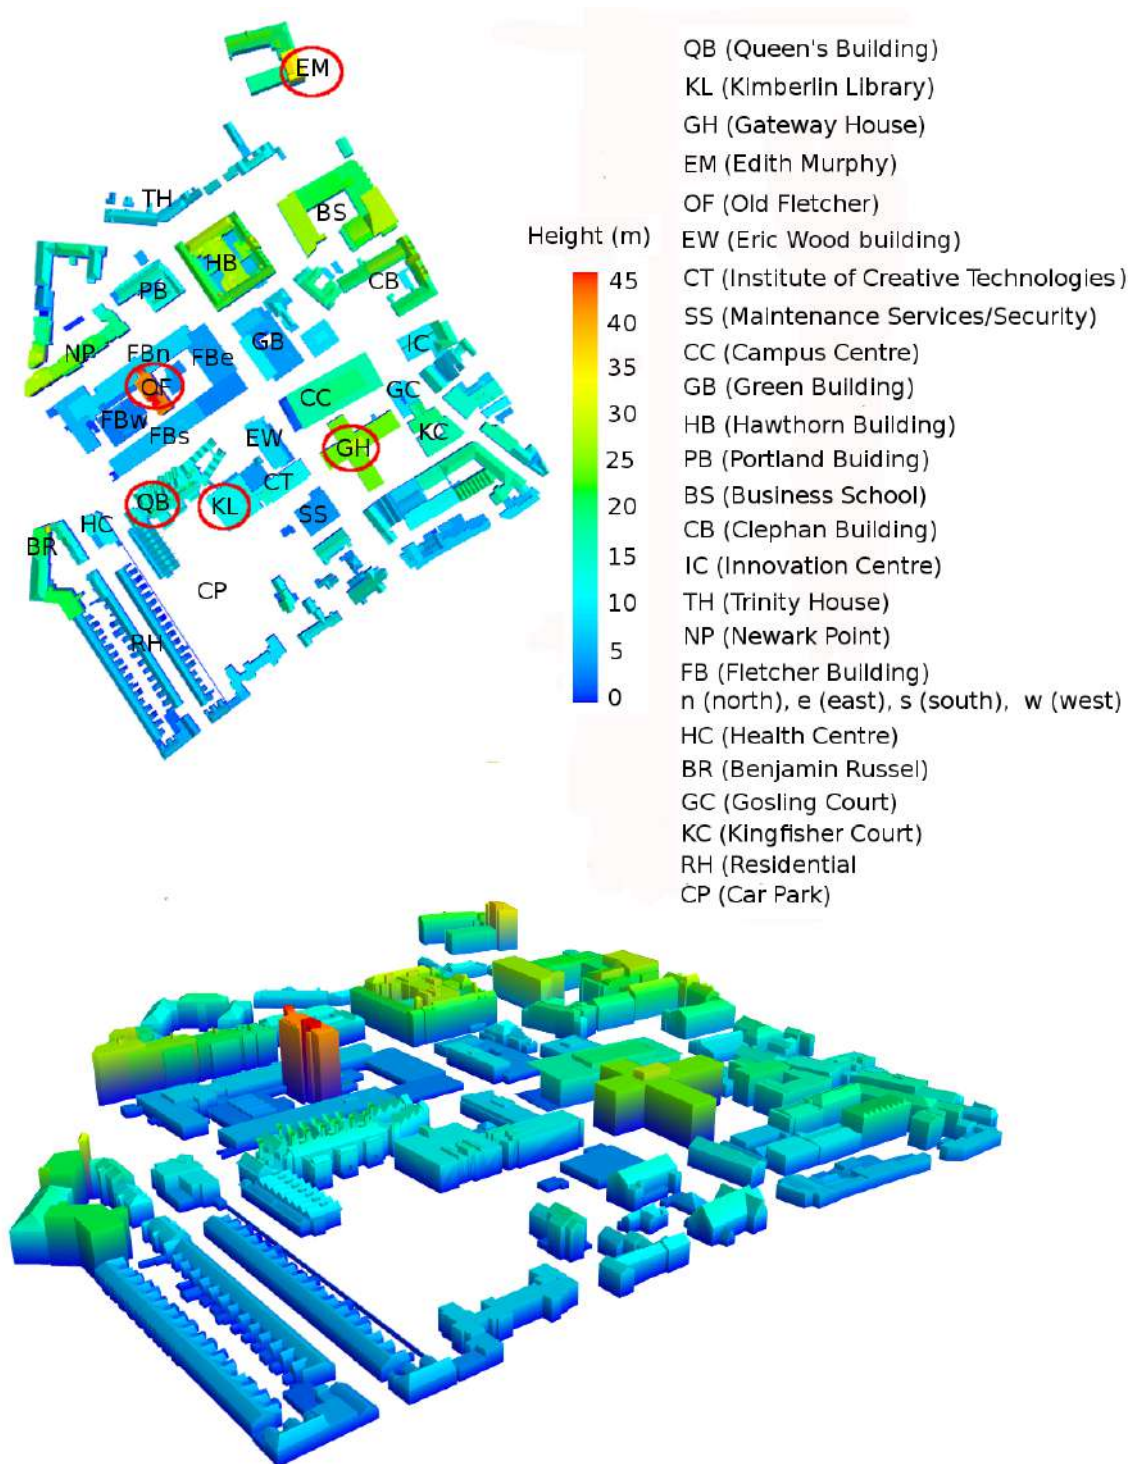 EM
TH
BS
HB
CB
PB
NP
FBn
FBe
GB
IC
OF
CC
GC
FBw
FBs
EW
GH
KC
CT
QB
KL
SS
HC
BR
CP
RH
Height (m)
45
40
35
30
25
20
15
10
5
0
QB (Queen's Building)
KL (Kimberlin Library)
GH (Gateway House)
EM (Edith Murphy)
OF (Old Fletcher)
EW (Eric Wood building)
CT (Institute of Creative Technologies)
SS (Maintenance Services/Security)
CC (Campus Centre)
GB (Green Building)
HB (Hawthorn Building)
PB (Portland Buiding)
BS (Business School)
CB (Clephan Building)
IC (Innovation Centre)
TH (Trinity House)
NP (Newark Point)
FB (Fletcher Building)
n (north), e (east), s (south), w (west)
HC (Health Centre)
BR (Benjamin Russel)
GC (Gosling Court)
KC (Kingfisher Court)
RH (Residential
CP (Car Park)